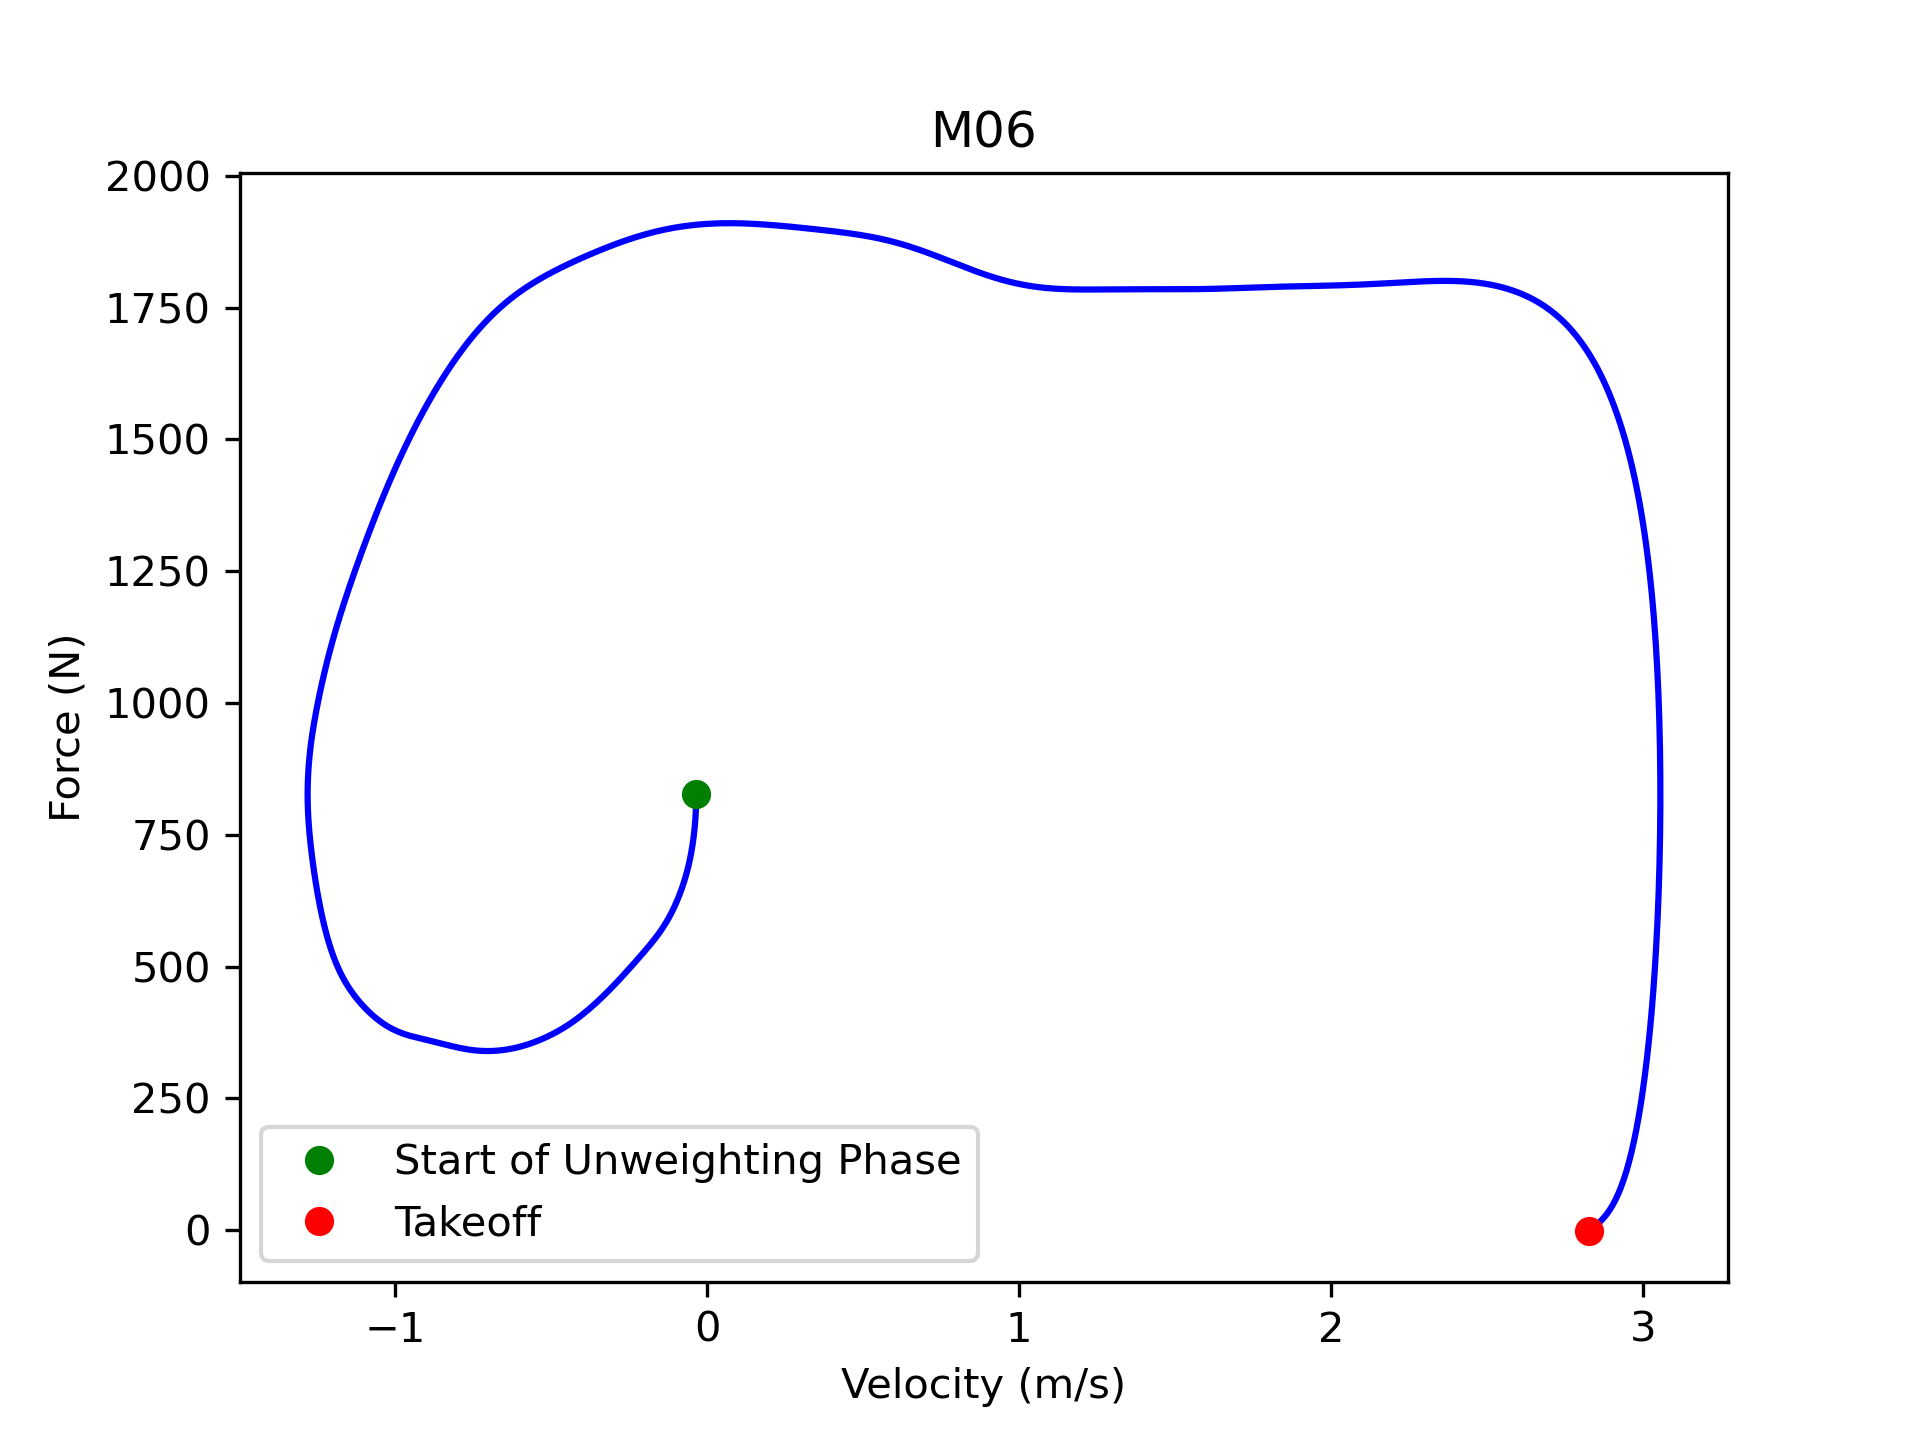 M06
2000
1750
1500
1250
1000
750
500
250
0
Force (N)
Start of Unweighting Phase
Takeoff
−1 0 1 2 3
Velocity (m/s)